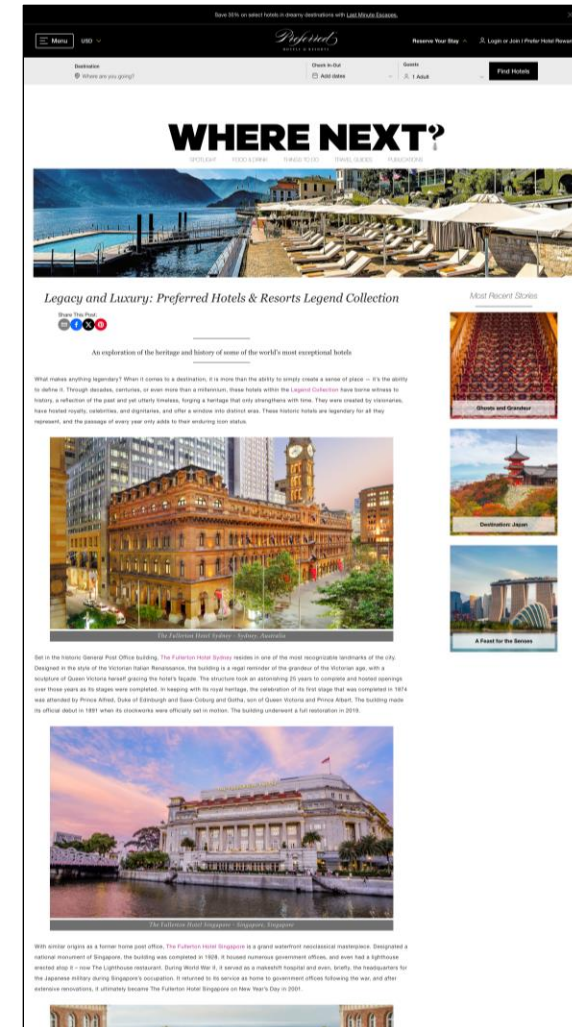 Save 50% on select hotels in dreamy destinations with Last Minute Escapes.
Menu
USD
Preferred
HOTELS & RESORTS
Reserve Your Stay
Login or Join I Prefer Hotel Rewar
Destination
Where are you going?
Check In-Out
Add dates
Guests
1 Adult
Find Hotels
WHERE NEXT?
SPOTLIGHT FOOD & DRINK THINGS TO DO TRAVEL GUIDES PUBLICATIONS
Legacy and Luxury: Preferred Hotels & Resorts Legend Collection
Share This Post:
An exploration of the heritage and history of some of the world's most exceptional hotels
What makes anything legendary? When it comes to a destination, it is more than the ability to simply create a sense of place — it's the ability
to define it. Through decades, centuries, or even more than a millennium, these hotels within the Legend Collection have borne witness to
history, a reflection of the past and yet utterly timeless, forging a heritage that only strengthens with time. They were created by visionaries,
have hosted royalty, celebrities, and dignitaries, and offer a window into distinct eras. These historic hotels are legendary for all they
represent, and the passage of every year only adds to their enduring icon status.
The Fullerton Hotel Sydney - Sydney, Australia
Set in the historic General Post Office building, The Fullerton Hotel Sydney resides in one of the most recognizable landmarks of the city.
Designed in the style of the Victorian Italian Renaissance, the building is a regal reminder of the grandeur of the Victorian age, with a
sculpture of Queen Victoria herself gracing the hotel's façade. The structure took an astonishing 25 years to complete and hosted openings
over those years as its stages were completed. In keeping with its royal heritage, the celebration of its first stage that was completed in 1874
was attended by Prince Alfred, Duke of Edinburgh and Saxe-Coburg and Gotha, son of Queen Victoria and Prince Albert. The building made
its official debut in 1891 when its clockworks were officially set in motion. The building underwent a full restoration in 2019.
The Fullerton Hotel Singapore - Singapore, Singapore
With similar origins as a former home post office, The Fullerton Hotel Singapore is a grand waterfront neoclassical masterpiece. Designated a
national monument of Singapore, the building was completed in 1928. It housed numerous government offices, and even had a lighthouse
erected atop it – now The Lighthouse restaurant. During World War II, it served as a makeshift hospital and even, briefly, the headquarters for
the Japanese military during Singapore's occupation. It returned to its service as home to government offices following the war, and after
extensive renovations, it ultimately became The Fullerton Hotel Singapore on New Year's Day in 2001.
Most Recent Stories
Ghosts and Grandeur
Destination: Japan
A Feast for the Senses